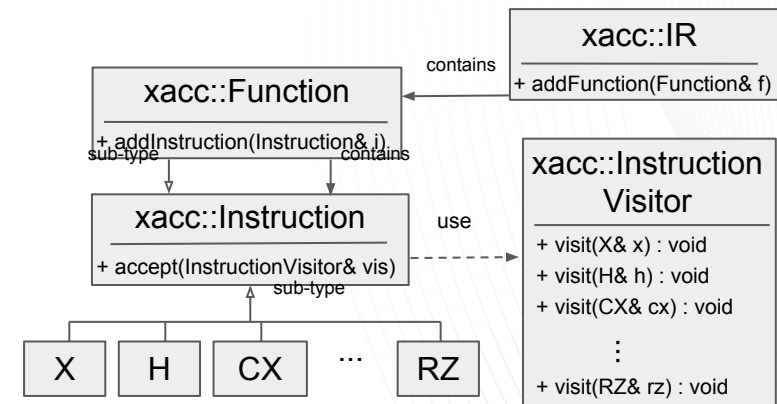 xacc::IR
+ addFunction(Function& f)
contains
xacc::Function
+ addInstruction(Instruction& i)
sub-type
contains
xacc::Instruction
+ accept(InstructionVisitor& vis)
use
sub-type
xacc::Instruction
Visitor
+ visit(X& x) : void
+ visit(H& h) : void
+ visit(CX& cx) : void
⋮
+ visit(RZ& rz) : void
X
H
CX
...
RZ